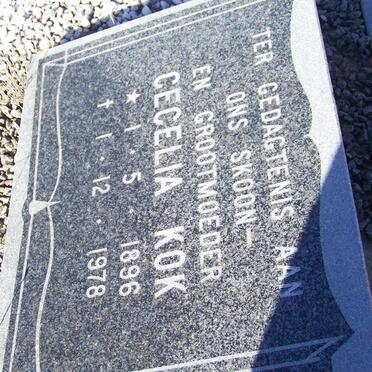 TER GEDAGTENIS AAN
ONS SKOON–
EN GROOTMOEDER
CECELIA KOK
★ 1 · 5 · 1896
✝ 1 · 12 · 1978